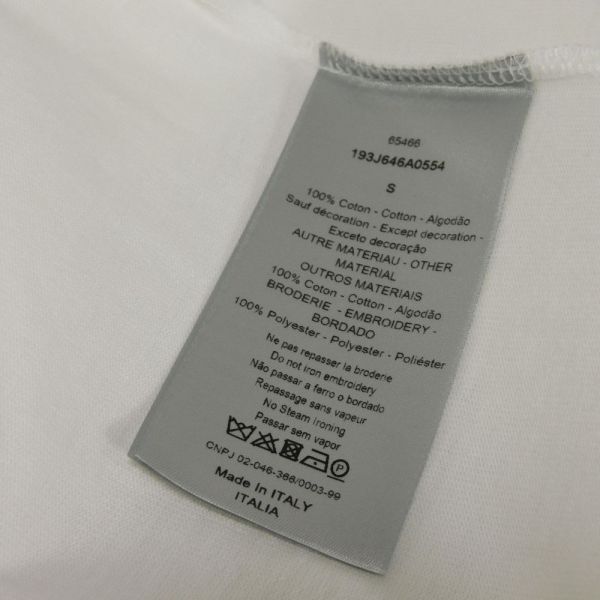 65466
193J646A0554
S
100% Coton - Cotton - Algodão
Sauf décoration - Except decoration -
Exceto decoração
AUTRE MATERIAU - OTHER
MATERIAL
OUTROS MATERIAIS
100% Coton - Cotton - Algodão
BRODERIE - EMBROIDERY -
BORDADO
100% Polyester - Polyester - Poliéster
Ne pas repasser la broderie
Do not iron embroidery
Não passar a ferro o bordado
Repassage sans vapeur
No Steam ironing
Passar sem vapor
P
CNPJ 02-046-366/0003-99
Made In ITALY
ITALIA